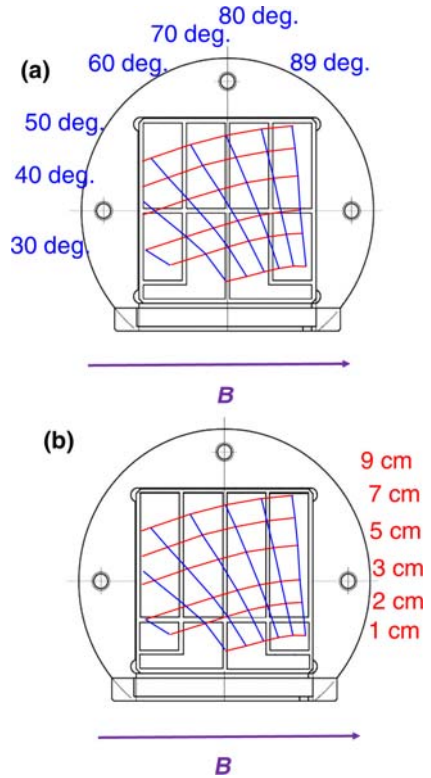 80 deg.
70 deg.
(a)
60 deg.
89 deg.
50 deg.
40 deg.
30 deg.
B
(b)
9 cm
7 cm
5 cm
3 cm
2 cm
1 cm
B